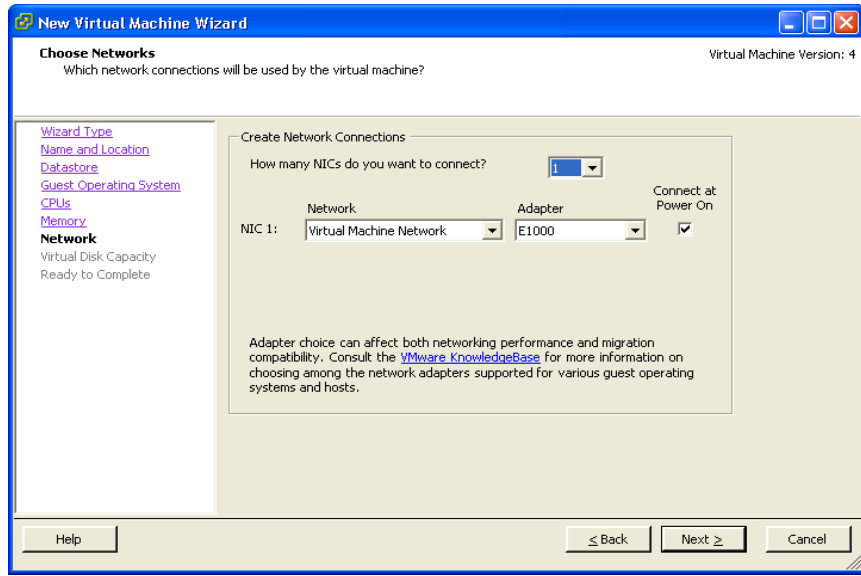 New Virtual Machine Wizard
Choose Networks
Which network connections will be used by the virtual machine?
Virtual Machine Version: 4
Wizard Type
Name and Location
Datastore
Guest Operating System
CPUs
Memory
Network
Virtual Disk Capacity
Ready to Complete
Create Network Connections
How many NICs do you want to connect?
1
Network
Adapter
Connect at
Power On
NIC 1:
Virtual Machine Network
E1000
Adapter choice can affect both networking performance and migration
compatibility. Consult the VMware KnowledgeBase for more information on
choosing among the network adapters supported for various guest operating
systems and hosts.
Help
< Back
Next >
Cancel